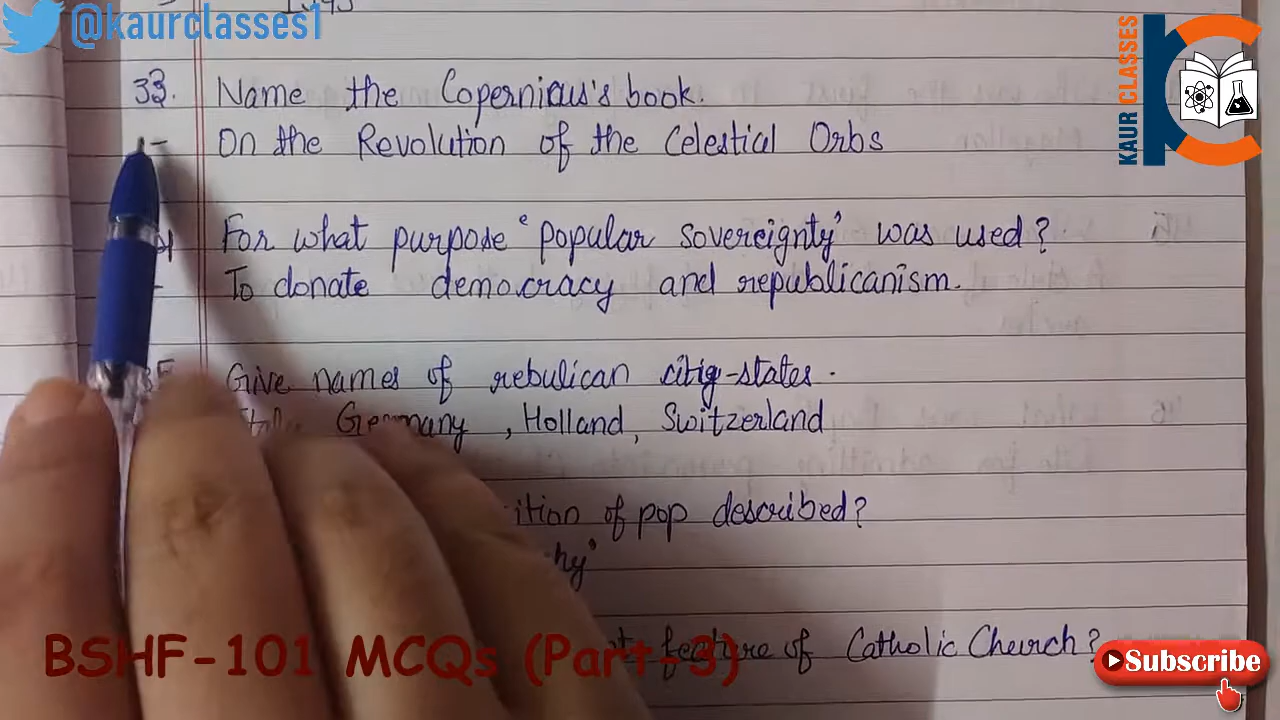 @kaurclasses1
KAUR CLASSES
33. Name the Copernicus's book.
- On the Revolution of the Celestial Orbs
For what purpose 'popular sovereignty' was used?
- To donate democracy and republicanism.
Give names of rebulican citig-states.
Germany, Holland, Switzerland
of pop described?
feature of Catholic Church?
BSHF-101 MCQs (Part-3)
Subscribe